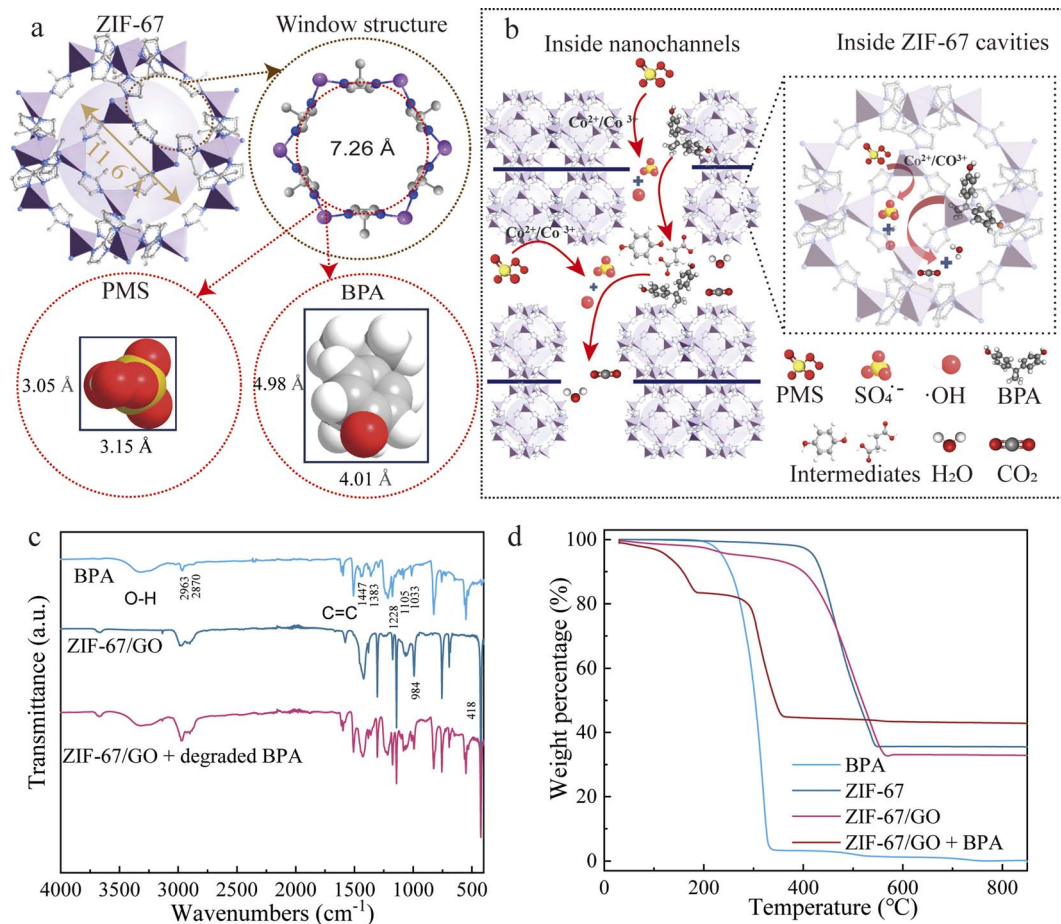 a
ZIF-67
Window structure
11.6 Å
7.26 Å
PMS
BPA
3.05 Å
3.15 Å
4.98 Å
4.01 Å
b
Inside nanochannels
Inside ZIF-67 cavities
Co²⁺/Co ³⁺
Co²⁺/Co ³⁺
Co²⁺/CO³⁺
+
+
+
+
PMS
SO₄·⁻
·OH
BPA
Intermediates
H₂O
CO₂
c
BPA
O-H
2963
2870
1447
1383
1228
1105
1033
C=C
ZIF-67/GO
984
418
ZIF-67/GO + degraded BPA
Transmittance (a.u.)
4000 3500 3000 2500 2000 1500 1000 500
Wavenumbers (cm⁻¹)
d
100
80
60
40
20
0
Weight percentage (%)
BPA
ZIF-67
ZIF-67/GO
ZIF-67/GO + BPA
0 200 400 600 800
Temperature (℃)